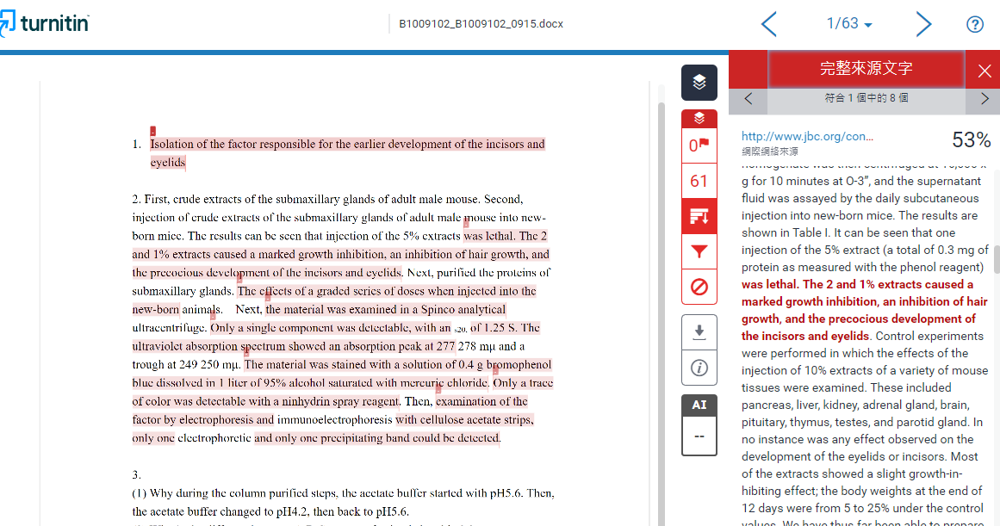 turnitin
B1009102_B1009102_0915.docx
1/63
完整來源文字
符合 1 個中的 8 個
http://www.jbc.org/con...
53%
網際網絡來源
0
61
AI
--
1. Isolation of the factor responsible for the earlier development of the incisors and
eyelids
2. First, crude extracts of the submaxillary glands of adult male mouse. Second,
injection of crude extracts of the submaxillary glands of adult male mouse into new-
born mice. The results can be seen that injection of the 5% extracts was lethal. The 2
and 1% extracts caused a marked growth inhibition, an inhibition of hair growth, and
the precocious development of the incisors and eyelids. Next, purified the proteins of
submaxillary glands. The effects of a graded series of doses when injected into the
new-born animals. Next, the material was examined in a Spinco analytical
ultracentrifuge. Only a single component was detectable, with an s20, of 1.25 S. The
ultraviolet absorption spectrum showed an absorption peak at 277 278 mμ and a
trough at 249 250 mμ. The material was stained with a solution of 0.4 g bromophenol
blue dissolved in 1 liter of 95% alcohol saturated with mercuric chloride. Only a trace
of color was detectable with a ninhydrin spray reagent. Then, examination of the
factor by electrophoresis and immunoelectrophoresis with cellulose acetate strips,
only one electrophoretic and only one precipitating band could be detected.
3.
(1) Why during the column purified steps, the acetate buffer started with pH5.6. Then,
the acetate buffer changed to pH4.2, then back to pH5.6.
g for 10 minutes at O-3”, and the supernatant
fluid was assayed by the daily subcutaneous
injection into new-born mice. The results are
shown in Table I. It can be seen that one
injection of the 5% extract (a total of 0.3 mg of
protein as measured with the phenol reagent)
was lethal. The 2 and 1% extracts caused a
marked growth inhibition, an inhibition of hair
growth, and the precocious development of
the incisors and eyelids. Control experiments
were performed in which the effects of the
injection of 10% extracts of a variety of mouse
tissues were examined. These included
pancreas, liver, kidney, adrenal gland, brain,
pituitary, thymus, testes, and parotid gland. In
no instance was any effect observed on the
development of the eyelids or incisors. Most
of the extracts showed a slight growth-in-
hibiting effect; the body weights at the end of
12 days were from 5 to 25% under the control
values. We have thus far been able to prepare